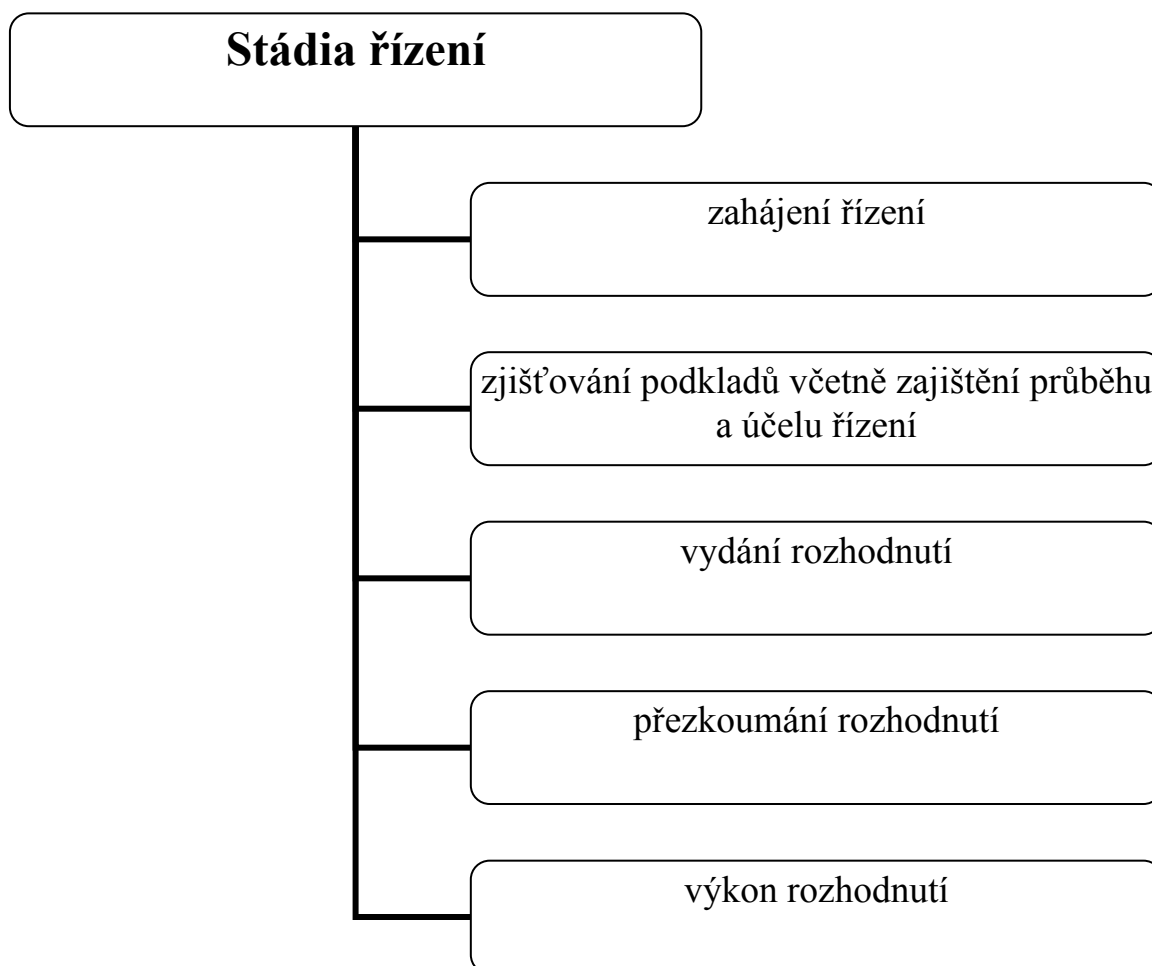 Stádia řízení
zahájení řízení
zjišťování podkladů včetně zajištění průběhu
a účelu řízení
vydání rozhodnutí
přezkoumání rozhodnutí
výkon rozhodnutí